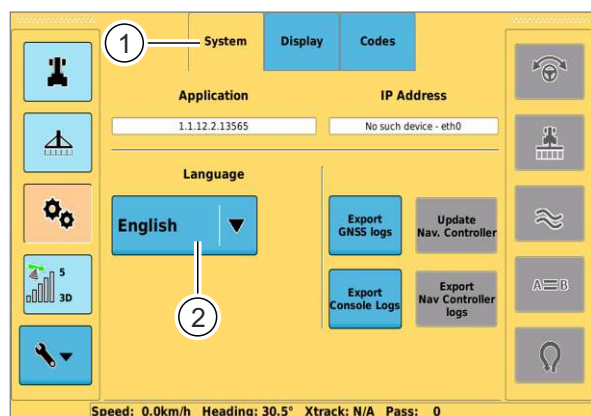 1
System
Display
Codes
Application
IP Address
1.1.12.2.13565
No such device - eth0
Language
English
2
Export
GNSS logs
Update
Nav. Controller
Export
Console Logs
Export
Nav Controller
logs
5
3D
A=B
Speed: 0.0km/h Heading: 30.5° Xtrack: N/A Pass: 0